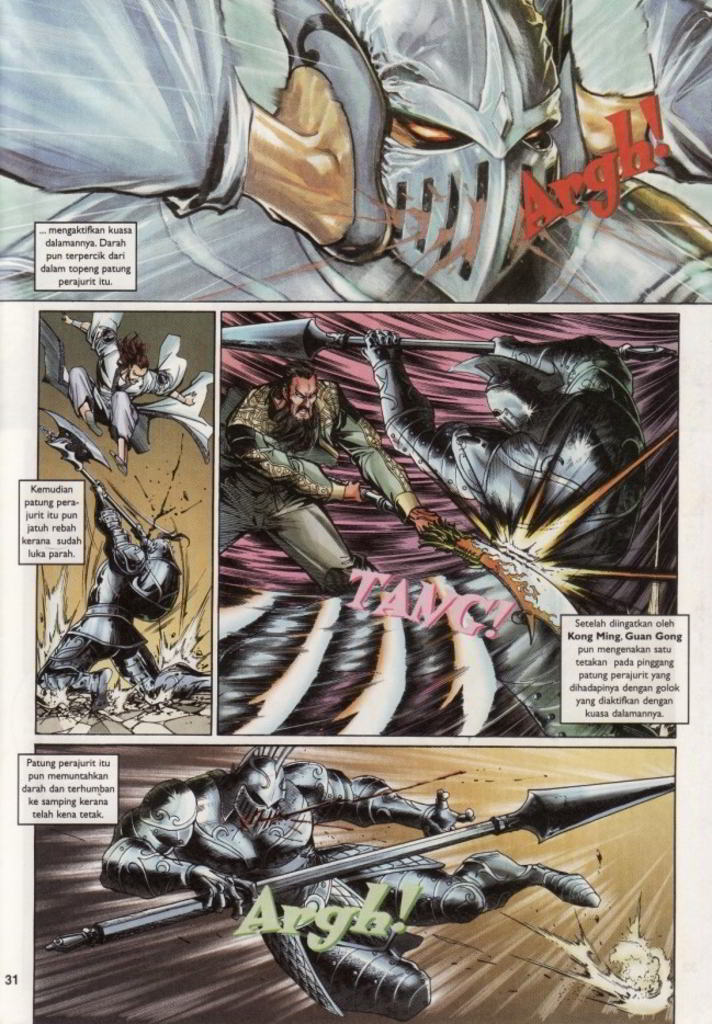 Argh!
... mengaktifkan kuasa
dalamannya. Darah
pun terpercik dari
dalam topeng patung
perajurit itu.
Kemudian
patung pera-
jurit itu pun
jatuh rebah
kerana sudah
luka parah.
TANG!
Setelah diingatkan oleh
Kong Ming, Guan Gong
pun mengenakan satu
tetakan pada pinggang
patung perajurit yang
dihadapinya dengan golok
yang diaktifkan dengan
kuasa dalamannya.
Patung perajurit itu
pun memuntahkan
darah dan terhumban
ke samping kerana
telah kena tetak.
Argh!
31